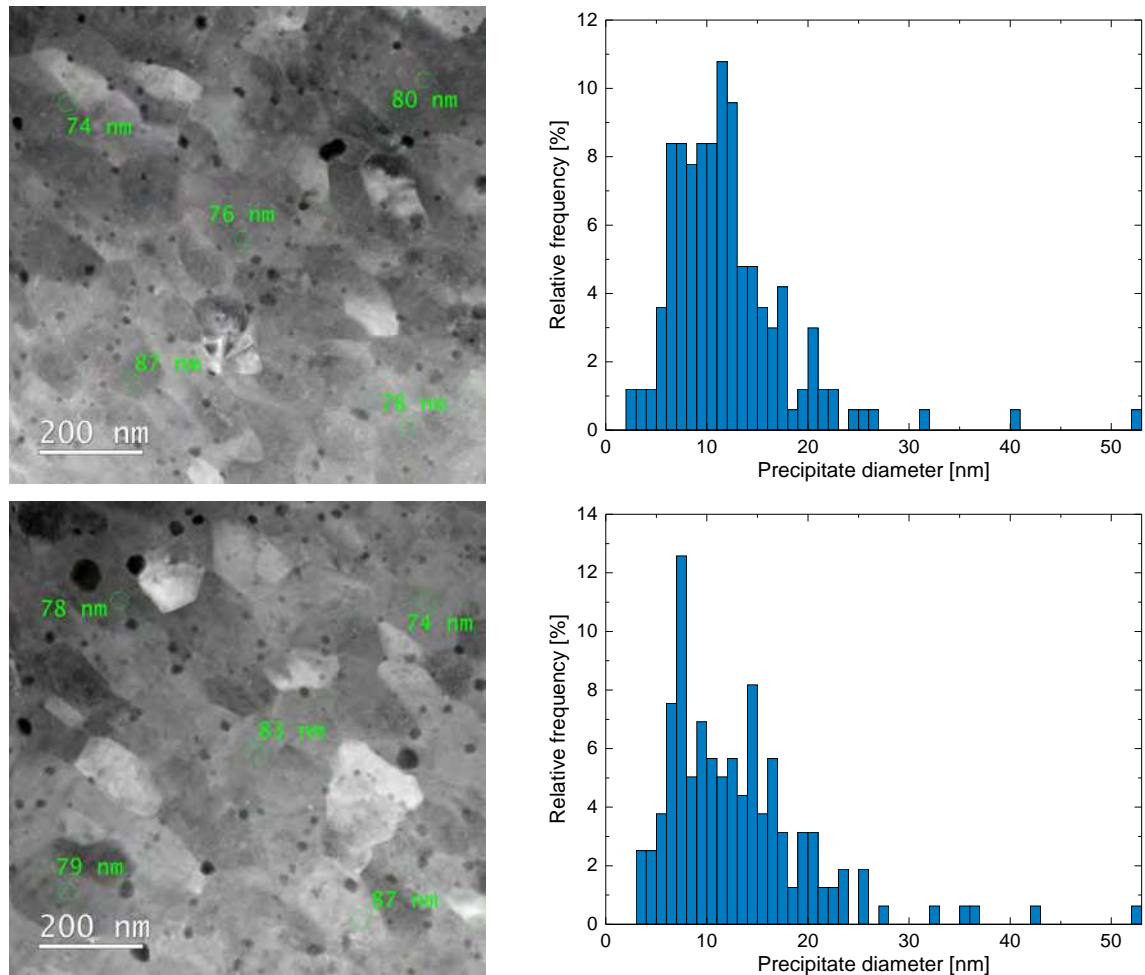 80 nm
74 nm
76 nm
87 nm
78 nm
200 nm
12
10
8
6
4
2
0
Relative frequency [%]
0 10 20 30 40 50
Precipitate diameter [nm]
78 nm
74 nm
83 nm
79 nm
87 nm
200 nm
14
12
10
8
6
4
2
0
Relative frequency [%]
0 10 20 30 40 50
Precipitate diameter [nm]